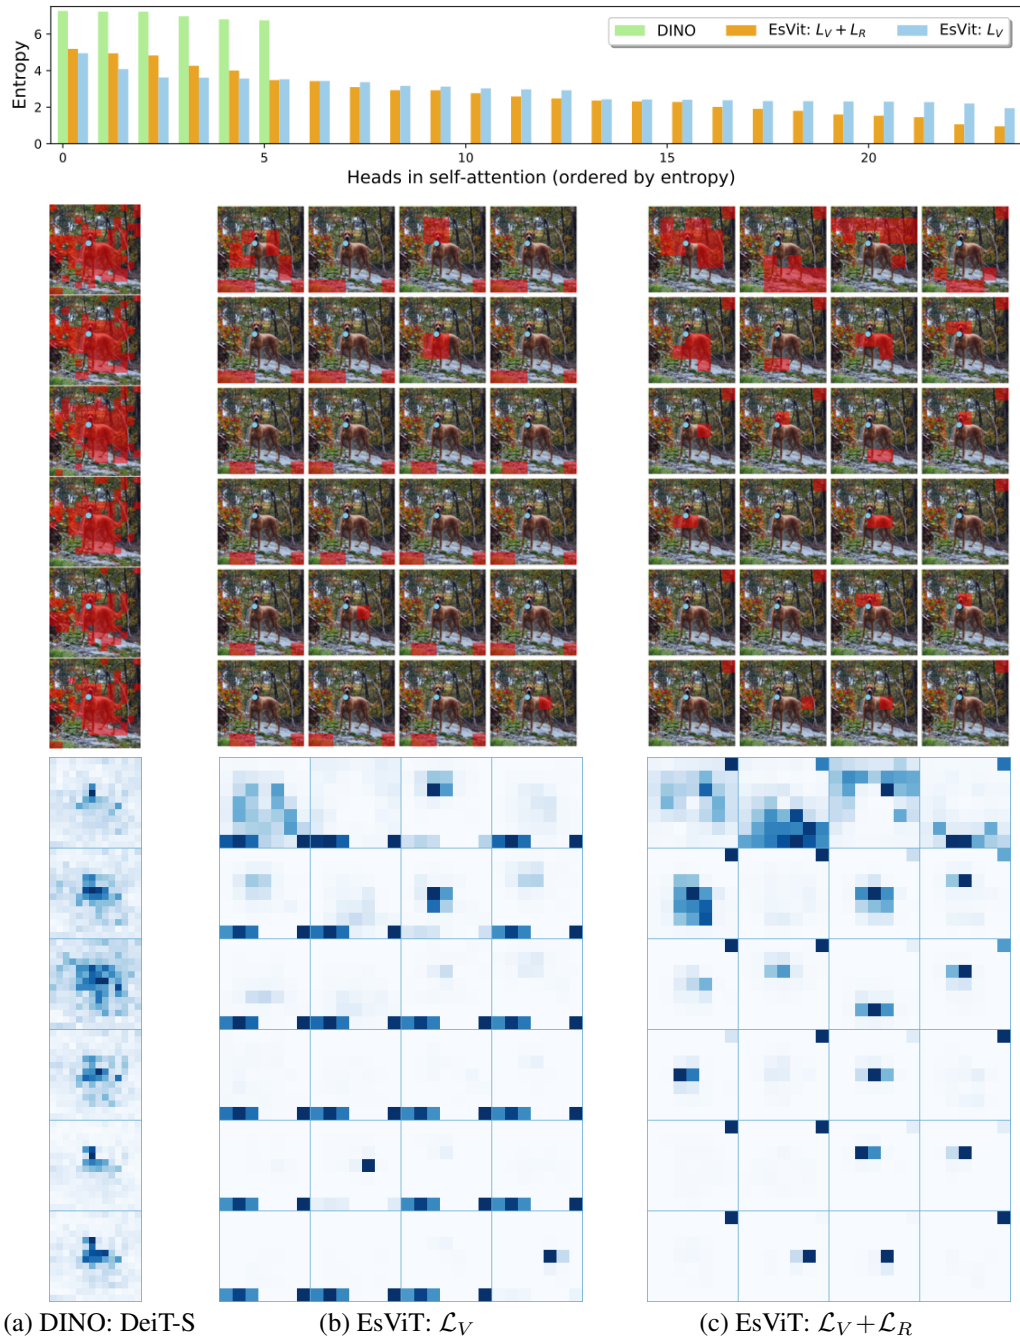 DINO EsVit: L_V + L_R EsVit: L_V
6
4
2
0
Entropy
0 5 10 15 20
Heads in self-attention (ordered by entropy)
(a) DINO: DeiT-S (b) EsViT: ℒ_V (c) EsViT: ℒ_V+ℒ_R